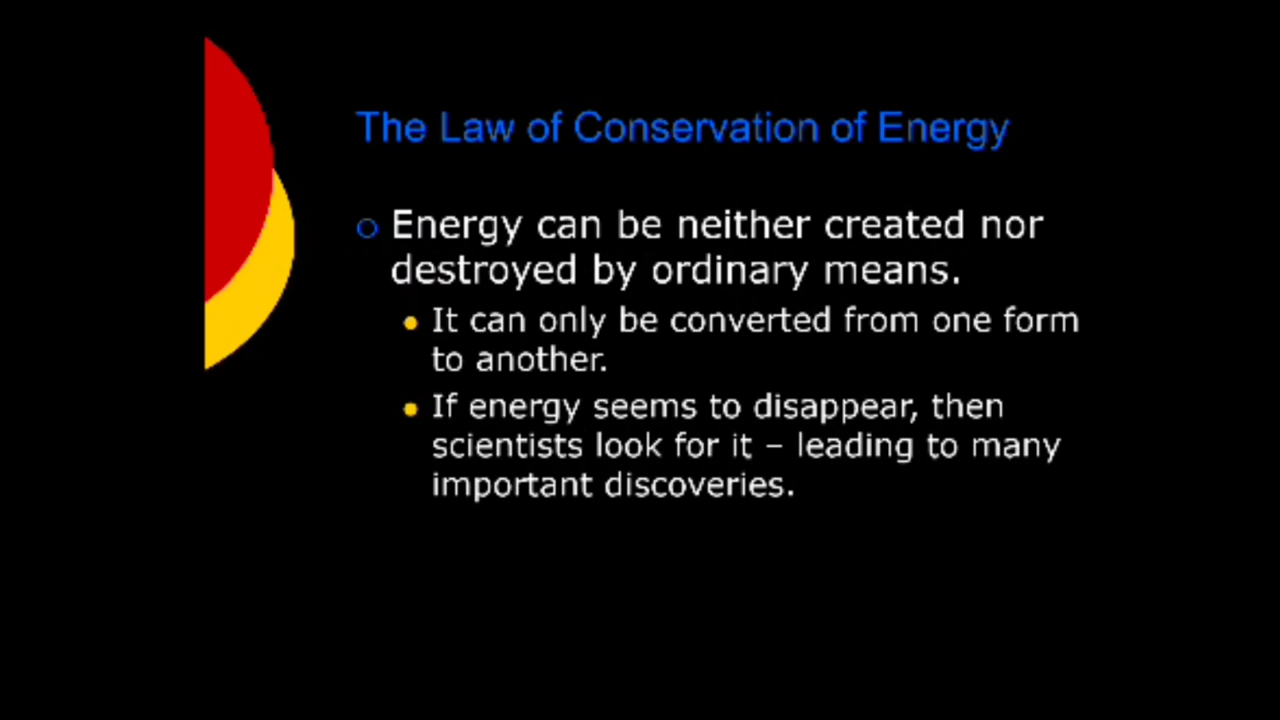 The Law of Conservation of Energy
Energy can be neither created nor
destroyed by ordinary means.
It can only be converted from one form
to another.
If energy seems to disappear, then
scientists look for it – leading to many
important discoveries.